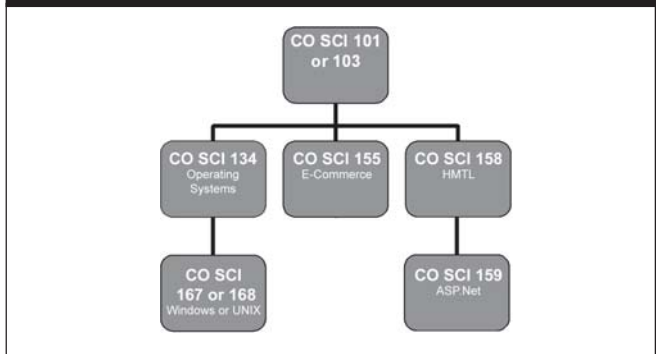 CO SCI 101
or 103
CO SCI 134
Operating
Systems
CO SCI 155
E-Commerce
CO SCI 158
HMTL
CO SCI
167 or 168
Windows or UNIX
CO SCI 159
ASP.Net